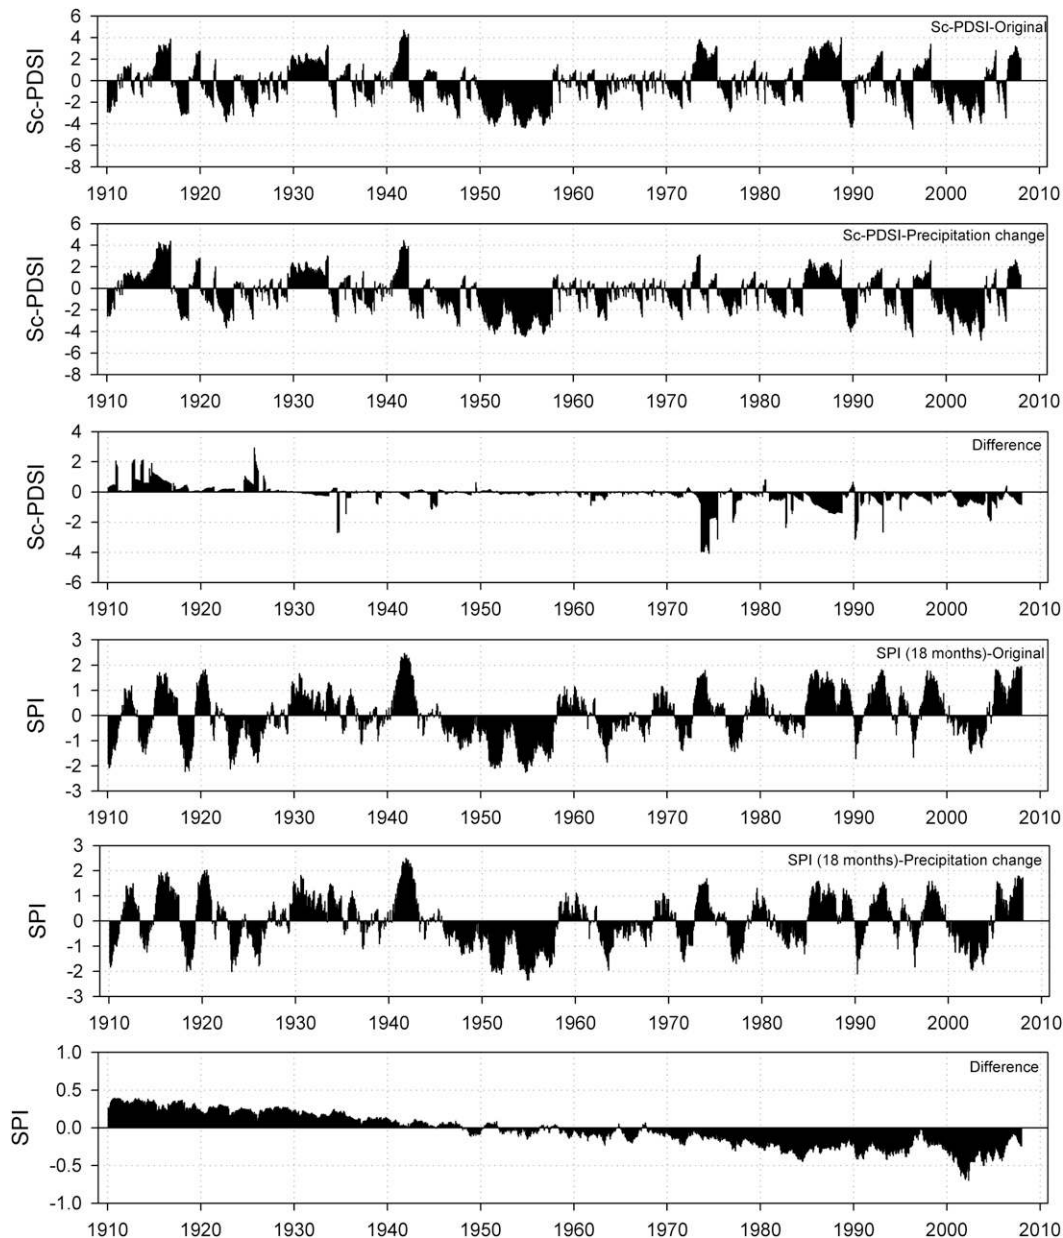 6
Sc-PDSI-Original
4
2
0
-2
-4
-6
-8
Sc-PDSI
1910 1920 1930 1940 1950 1960 1970 1980 1990 2000 2010
6
Sc-PDSI-Precipitation change
4
2
0
-2
-4
-6
-8
Sc-PDSI
1910 1920 1930 1940 1950 1960 1970 1980 1990 2000 2010
4
Difference
2
0
-2
-4
-6
Sc-PDSI
1910 1920 1930 1940 1950 1960 1970 1980 1990 2000 2010
3
SPI (18 months)-Original
2
1
0
-1
-2
-3
SPI
1910 1920 1930 1940 1950 1960 1970 1980 1990 2000 2010
3
SPI (18 months)-Precipitation change
2
1
0
-1
-2
-3
SPI
1910 1920 1930 1940 1950 1960 1970 1980 1990 2000 2010
1.0
Difference
0.5
0.0
-0.5
-1.0
SPI
1910 1920 1930 1940 1950 1960 1970 1980 1990 2000 2010